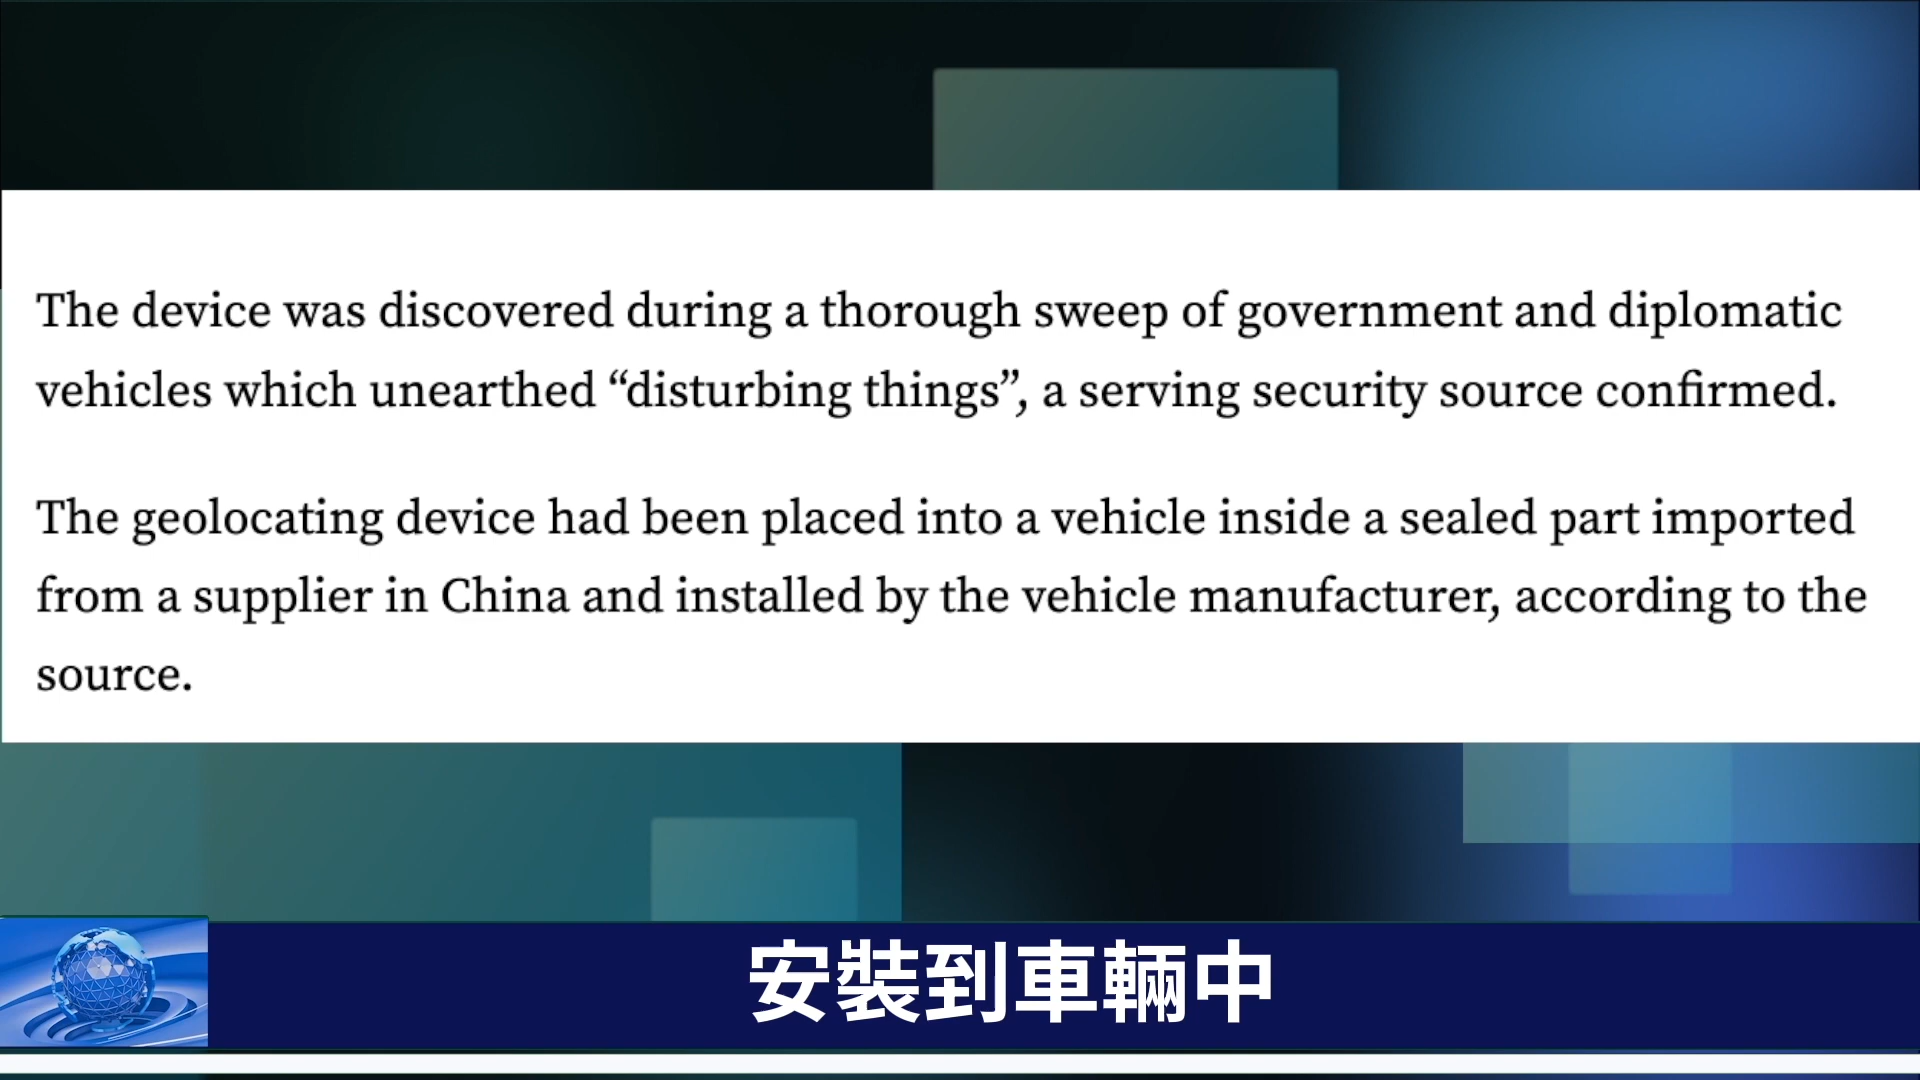 The device was discovered during a thorough sweep of government and diplomatic
vehicles which unearthed “disturbing things”, a serving security source confirmed.
The geolocating device had been placed into a vehicle inside a sealed part imported
from a supplier in China and installed by the vehicle manufacturer, according to the
source.
安裝到車輛中